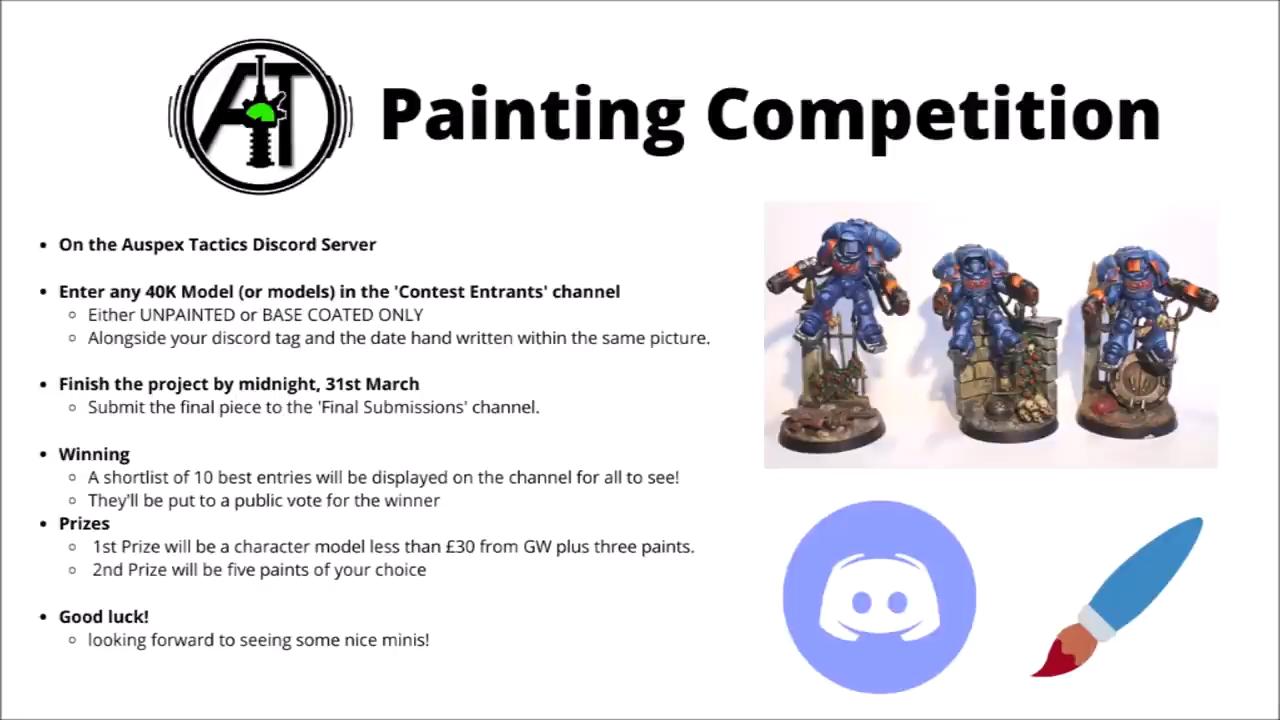 AT
Painting Competition
On the Auspex Tactics Discord Server
Enter any 40K Model (or models) in the 'Contest Entrants' channel
Either UNPAINTED or BASE COATED ONLY
Alongside your discord tag and the date hand written within the same picture.
Finish the project by midnight, 31st March
Submit the final piece to the 'Final Submissions' channel.
Winning
A shortlist of 10 best entries will be displayed on the channel for all to see!
They'll be put to a public vote for the winner
Prizes
1st Prize will be a character model less than £30 from GW plus three paints.
2nd Prize will be five paints of your choice
Good luck!
looking forward to seeing some nice minis!